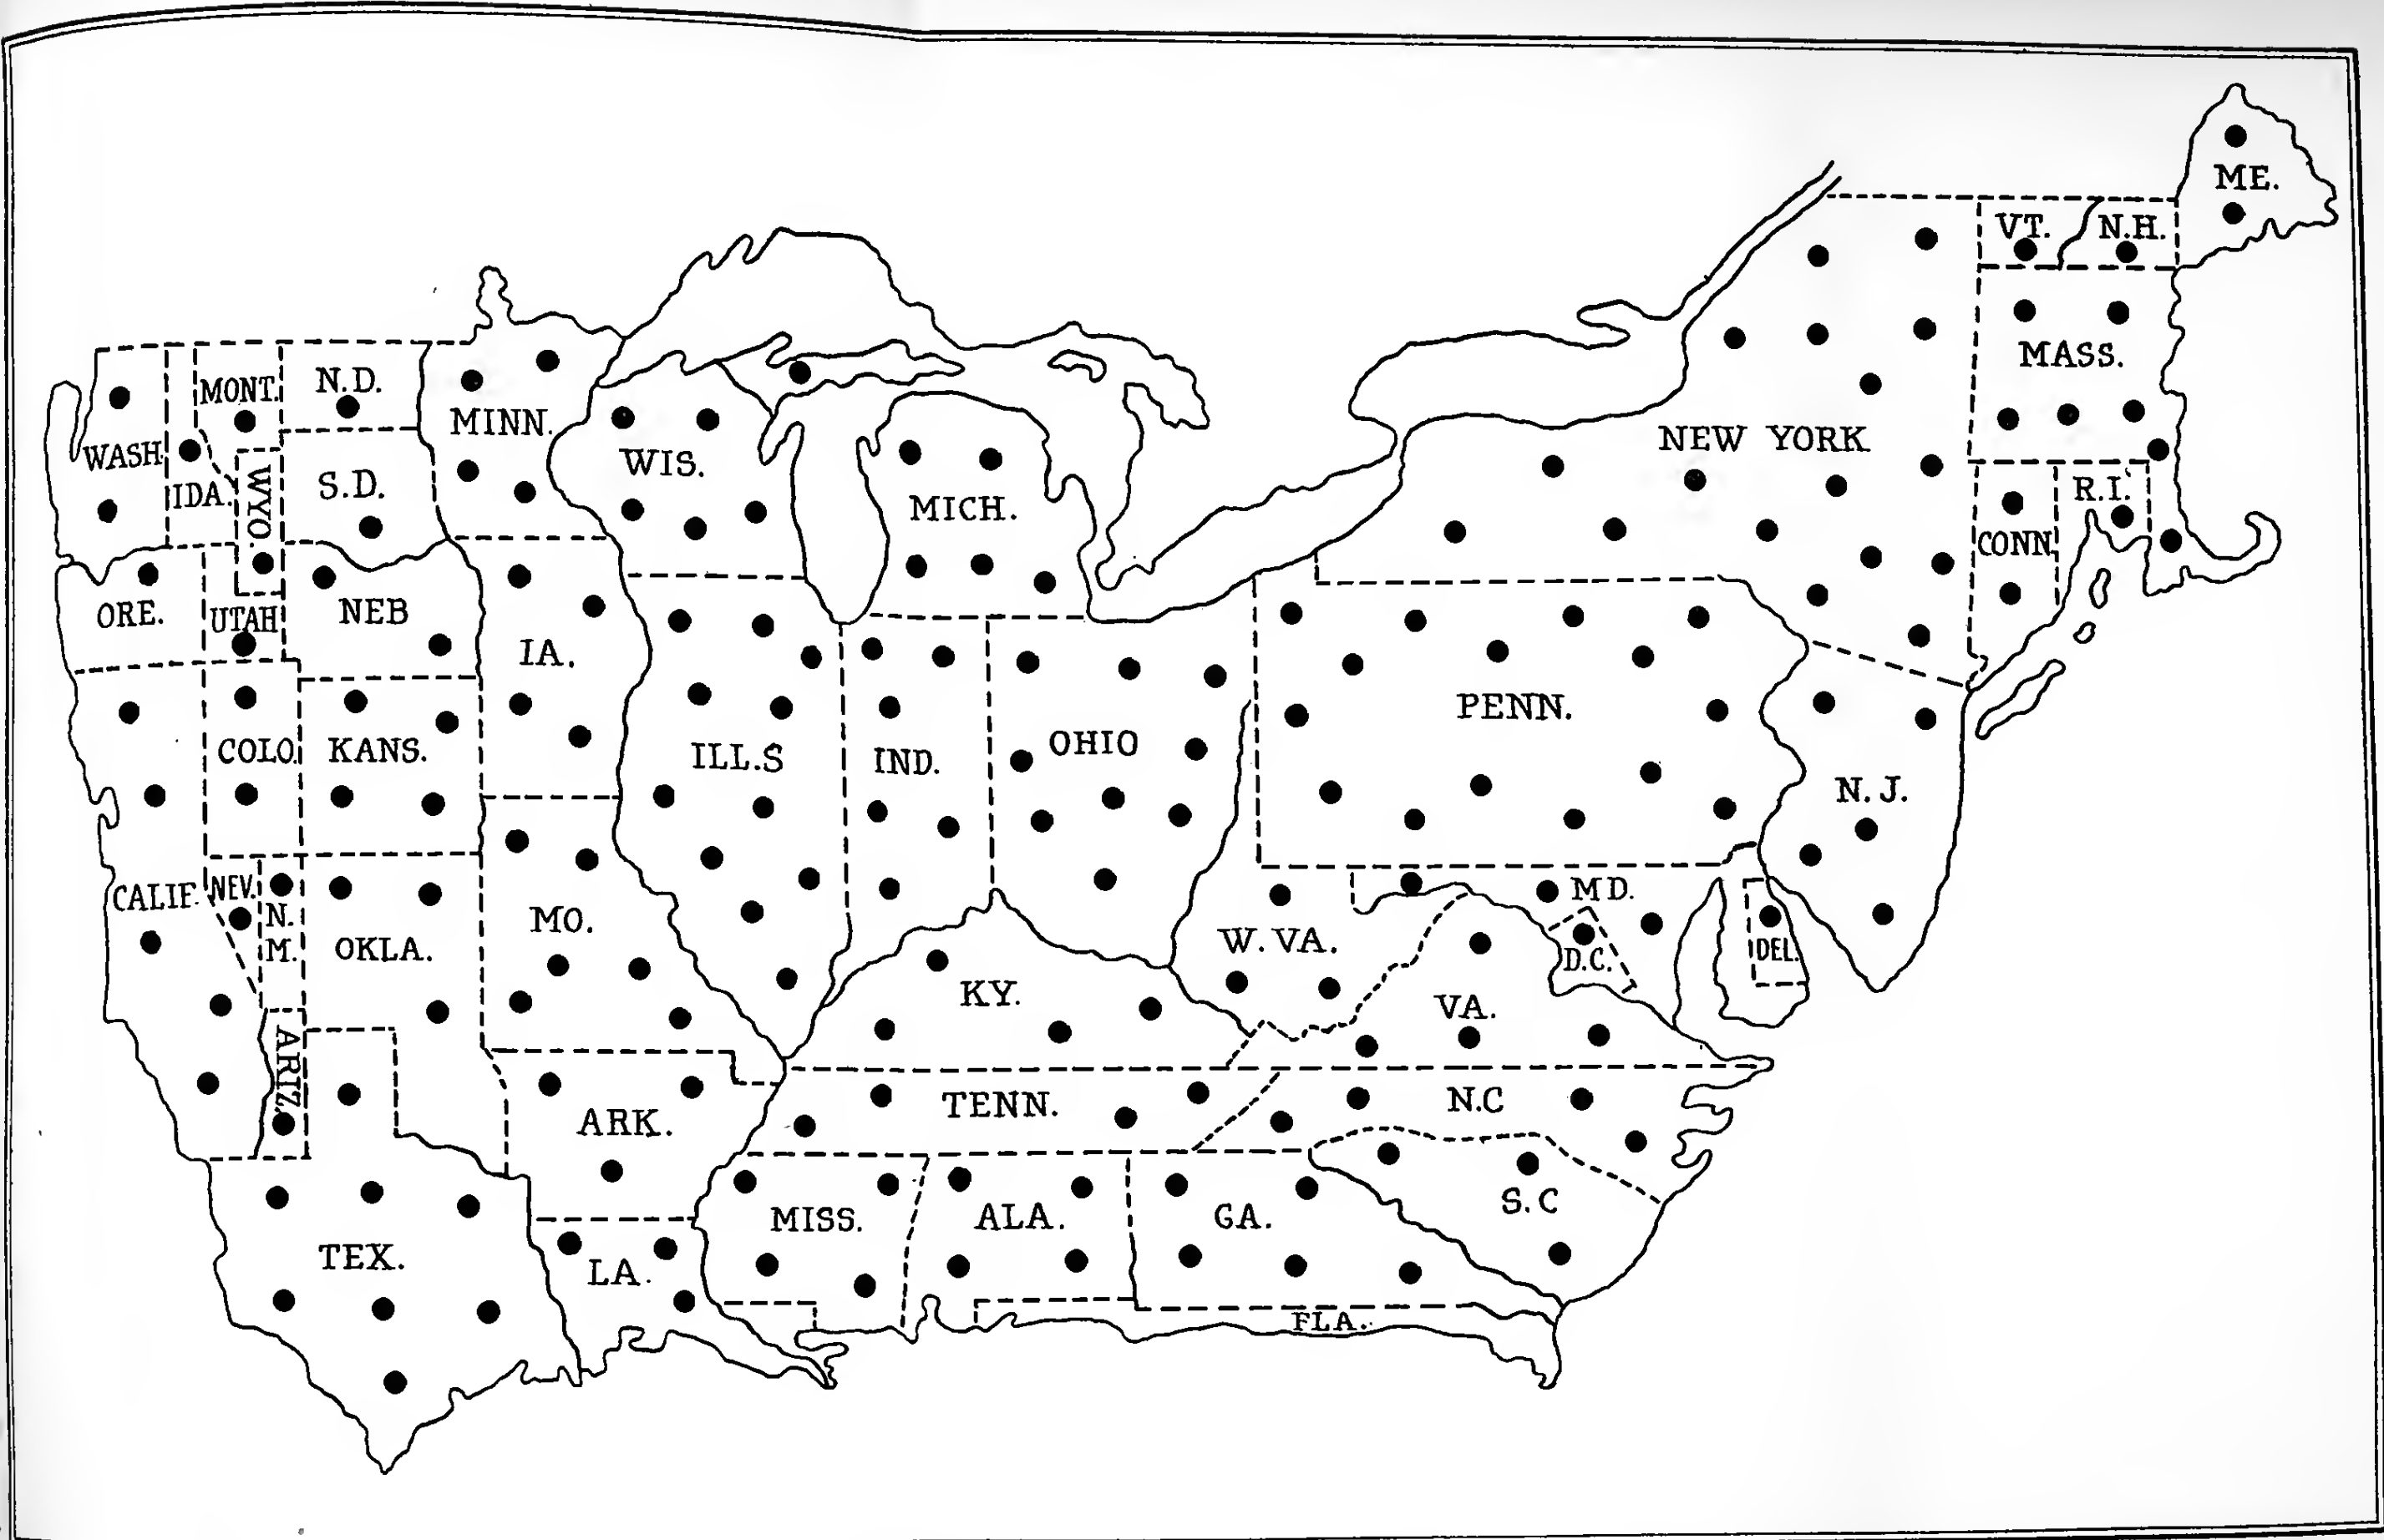 ME.
VT.
N.H.
MASS.
NEW YORK
R.I.
CONN.
MONT.
N.D.
MINN.
WASH.
IDA.
WYO.
S.D.
WIS.
MICH.
ORE.
UTAH
NEB
IA.
PENN.
COLO.
KANS.
ILL.S
IND.
OHIO
N.J.
CALIF.
NEV.
N.
M.
OKLA.
MO.
KY.
W.VA.
MD.
D.C.
DEL.
VA.
ARIZ.
ARK.
TENN.
N.C
S.C
TEX.
LA.
MISS.
ALA.
GA.
FLA.